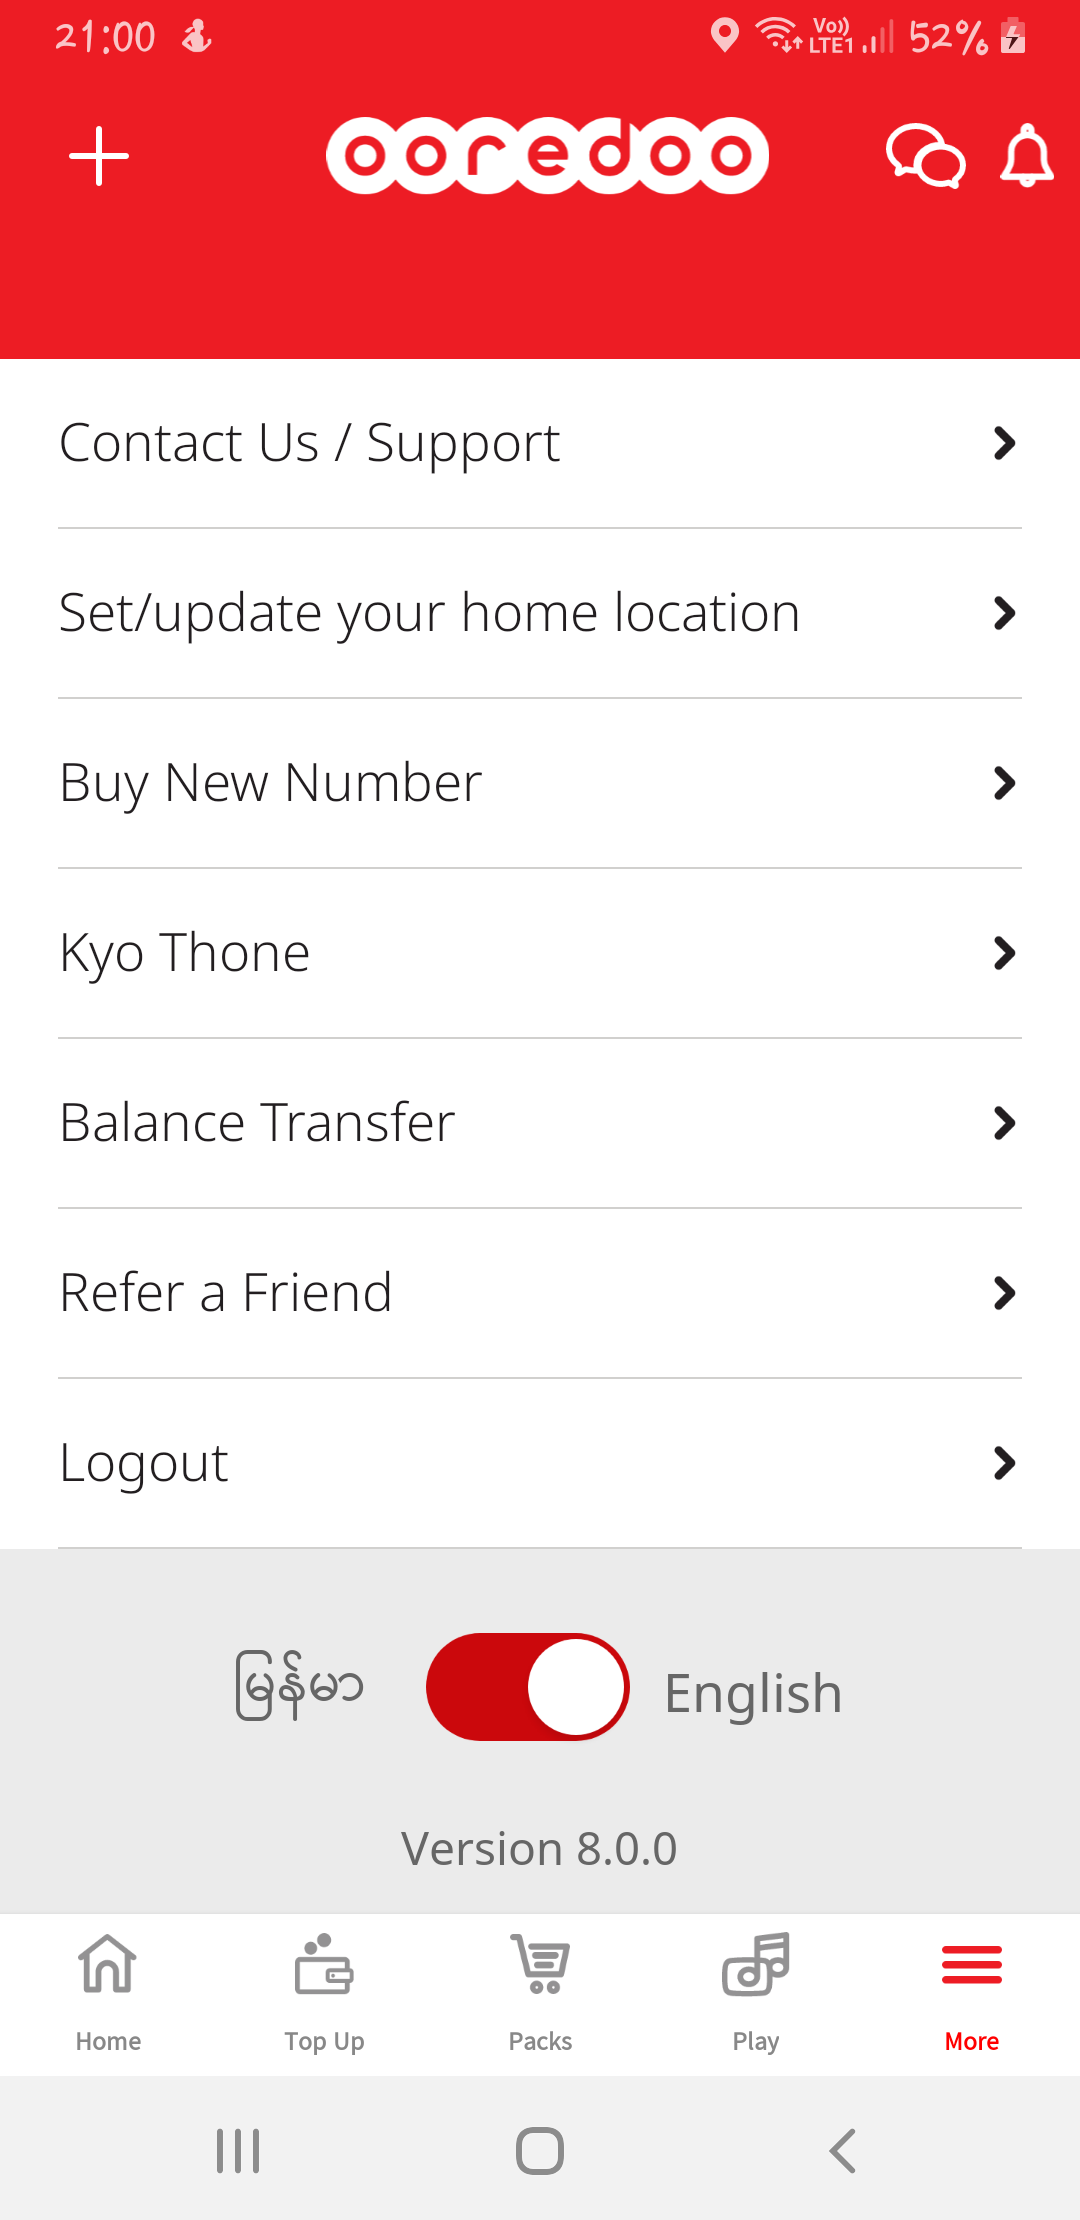 21:00 Vo)) LTE1 52%
ooredoo
Contact Us / Support
Set/update your home location
Buy New Number
Kyo Thone
Balance Transfer
Refer a Friend
Logout
မြန်မာ English
Version 8.0.0
Home Top Up Packs Play More